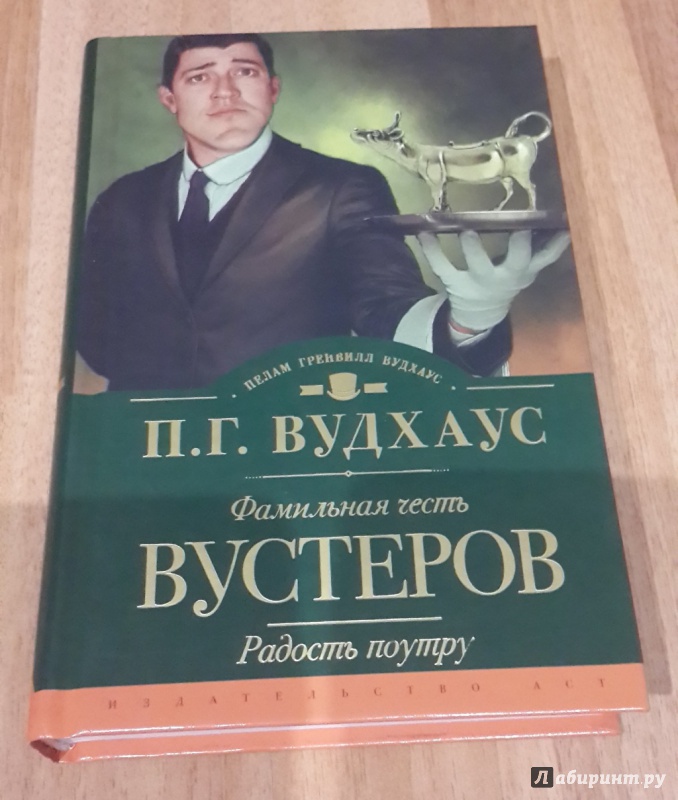 ПЕЛАМ ГРЕНВИЛЛ ВУДХАУС
П.Г. ВУДХАУС
Фамильная честь
ВУСТЕРОВ
Радость поутру
ИЗДАТЕЛЬСТВО АСТ
Лабиринт.ру